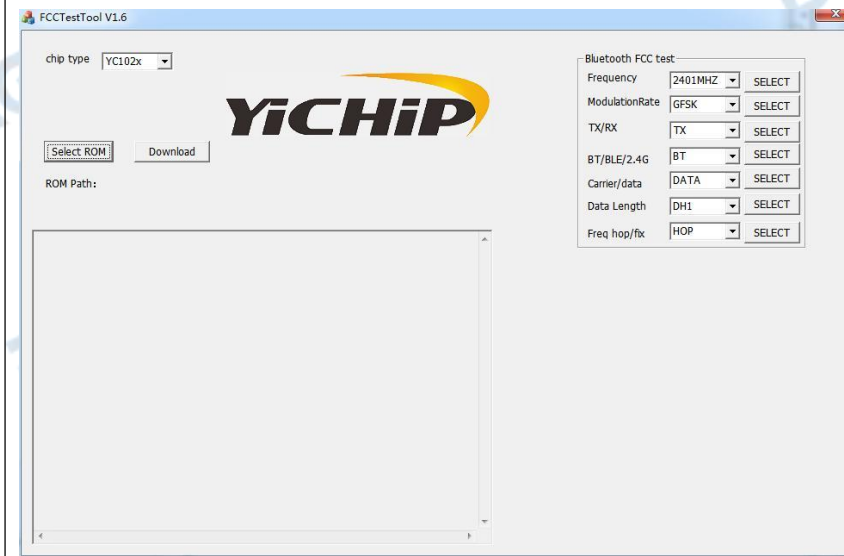 FCCTestTool V1.6
chip type YC102x
YiCHiP
Select ROM Download
ROM Path:
Bluetooth FCC test
Frequency 2401MHZ SELECT
ModulationRate GFSK SELECT
TX/RX TX SELECT
BT/BLE/2.4G BT SELECT
Carrier/data DATA SELECT
Data Length DH1 SELECT
Freq hop/fix HOP SELECT